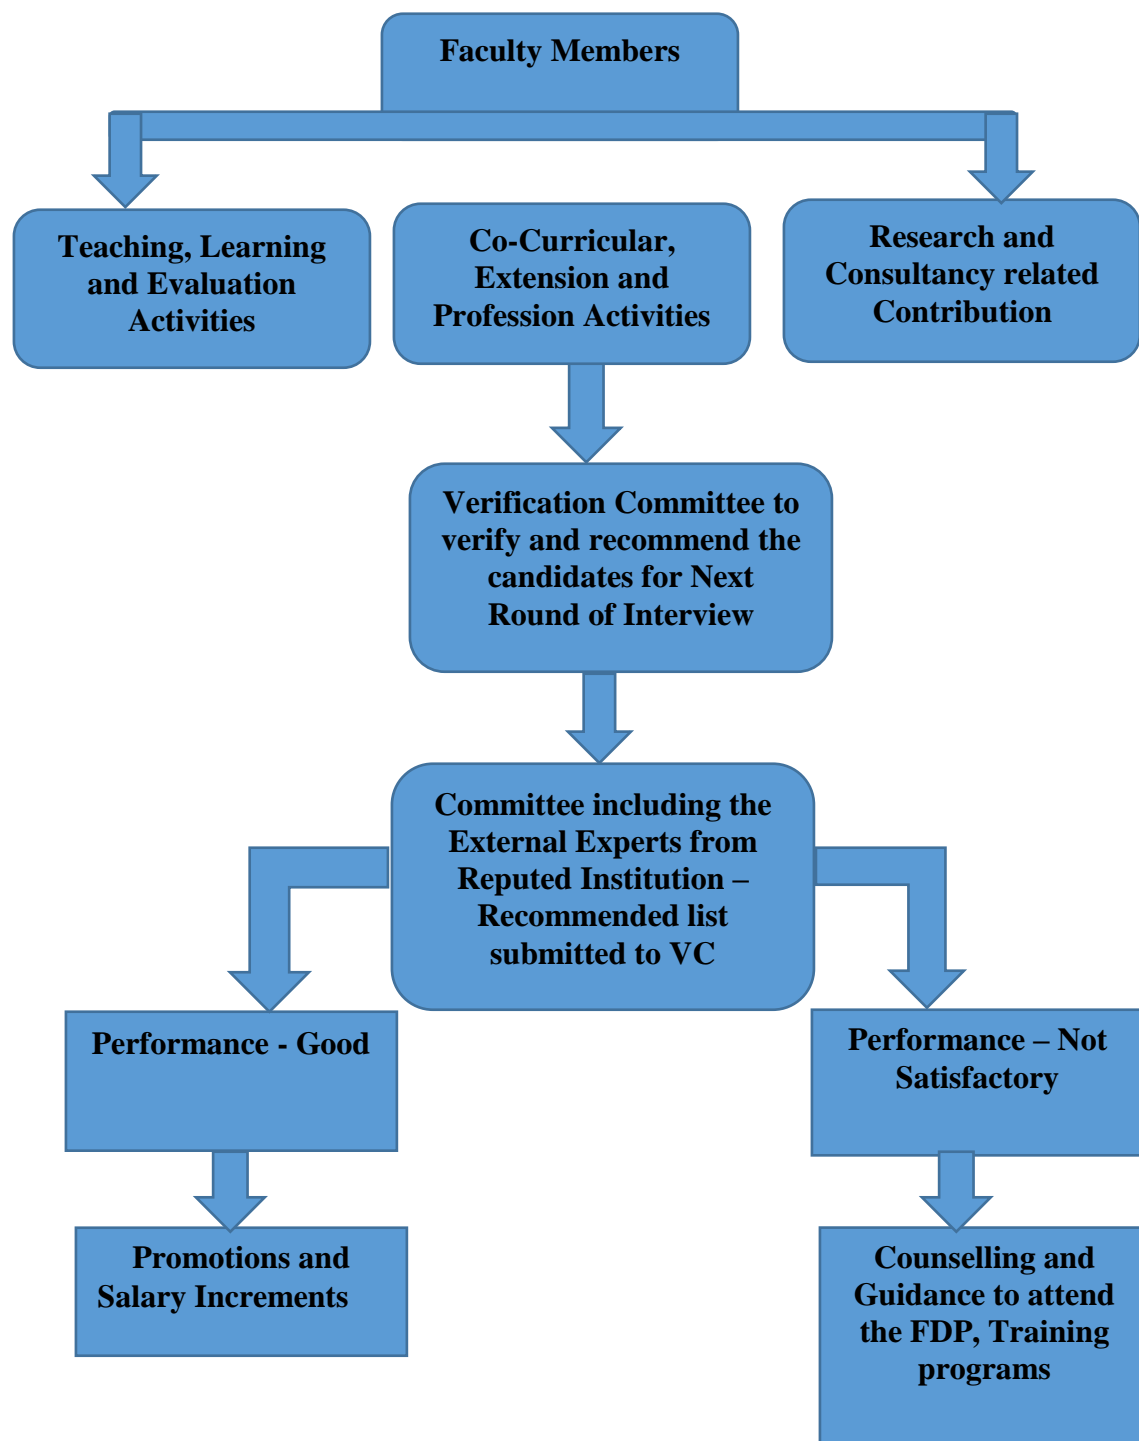 Faculty Members
Teaching, Learning
and Evaluation
Activities
Co-Curricular,
Extension and
Profession Activities
Research and
Consultancy related
Contribution
Verification Committee to
verify and recommend the
candidates for Next
Round of Interview
Committee including the
External Experts from
Reputed Institution –
Recommended list
submitted to VC
Performance - Good
Performance – Not
Satisfactory
Promotions and
Salary Increments
Counselling and
Guidance to attend
the FDP, Training
programs